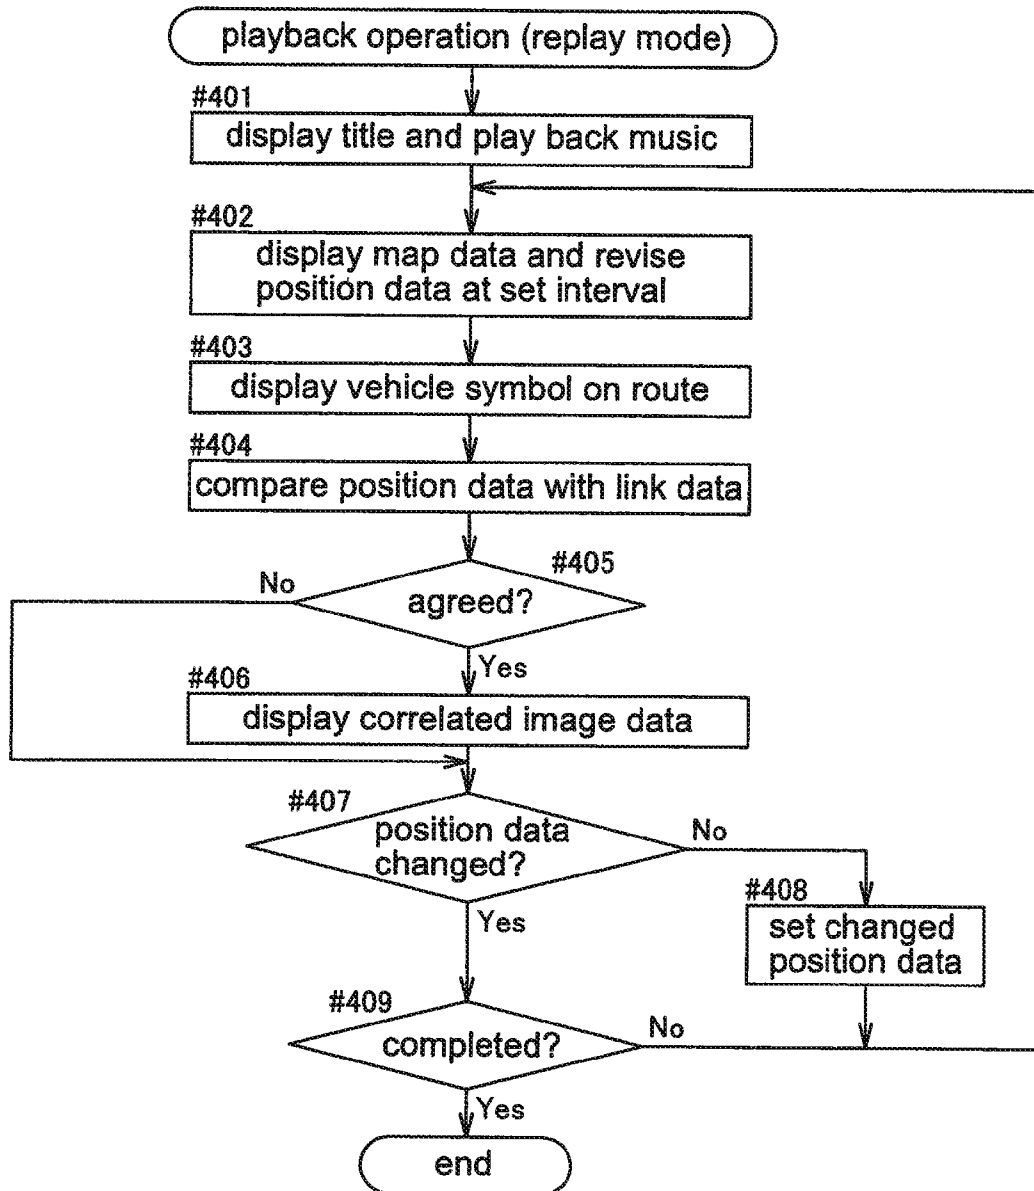 playback operation (replay mode)
#401
display title and play back music
#402
display map data and revise
position data at set interval
#403
display vehicle symbol on route
#404
compare position data with link data
#405
No
agreed?
Yes
#406
display correlated image data
#407
position data
changed?
No
#408
Yes
set changed
position data
#409
completed?
No
Yes
end